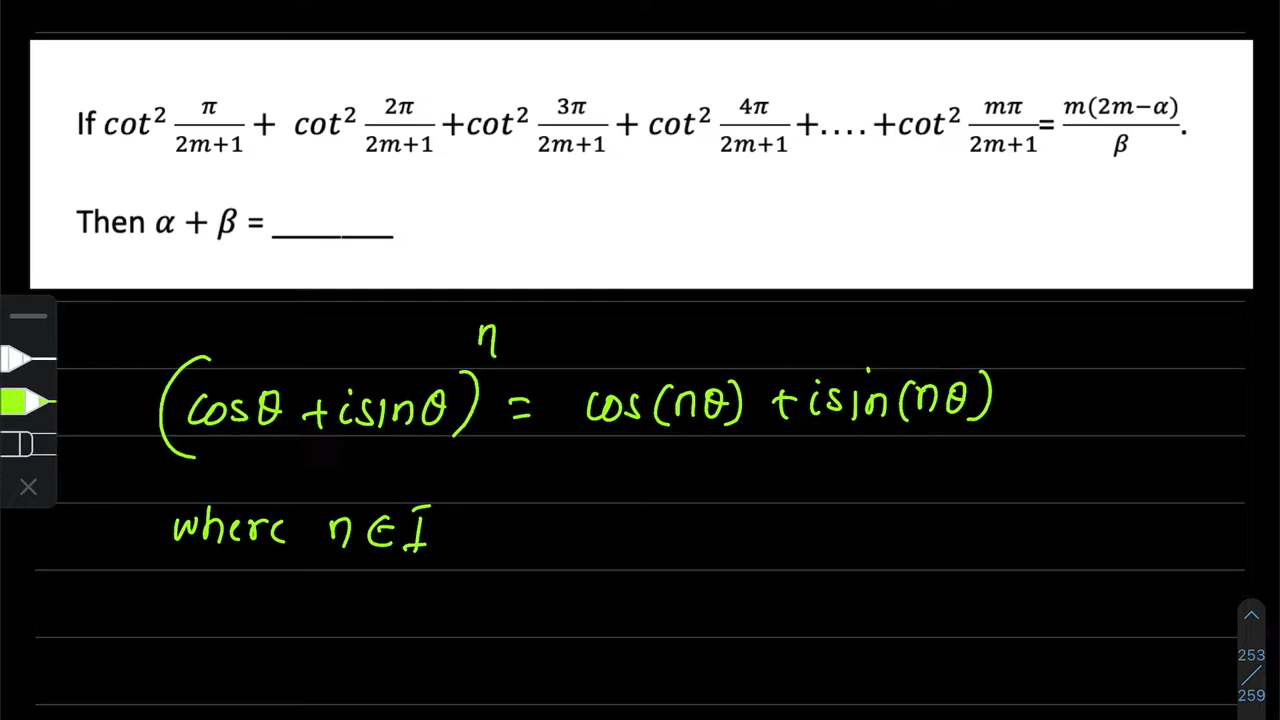 If cot² π/(2m+1) + cot² 2π/(2m+1) + cot² 3π/(2m+1) + cot² 4π/(2m+1) + .... + cot² mπ/(2m+1) = m(2m−α)/β.
Then α + β = _______
(cosθ + isinθ)ⁿ = cos(nθ) + isin(nθ)
where n ∈ I
253
/
259